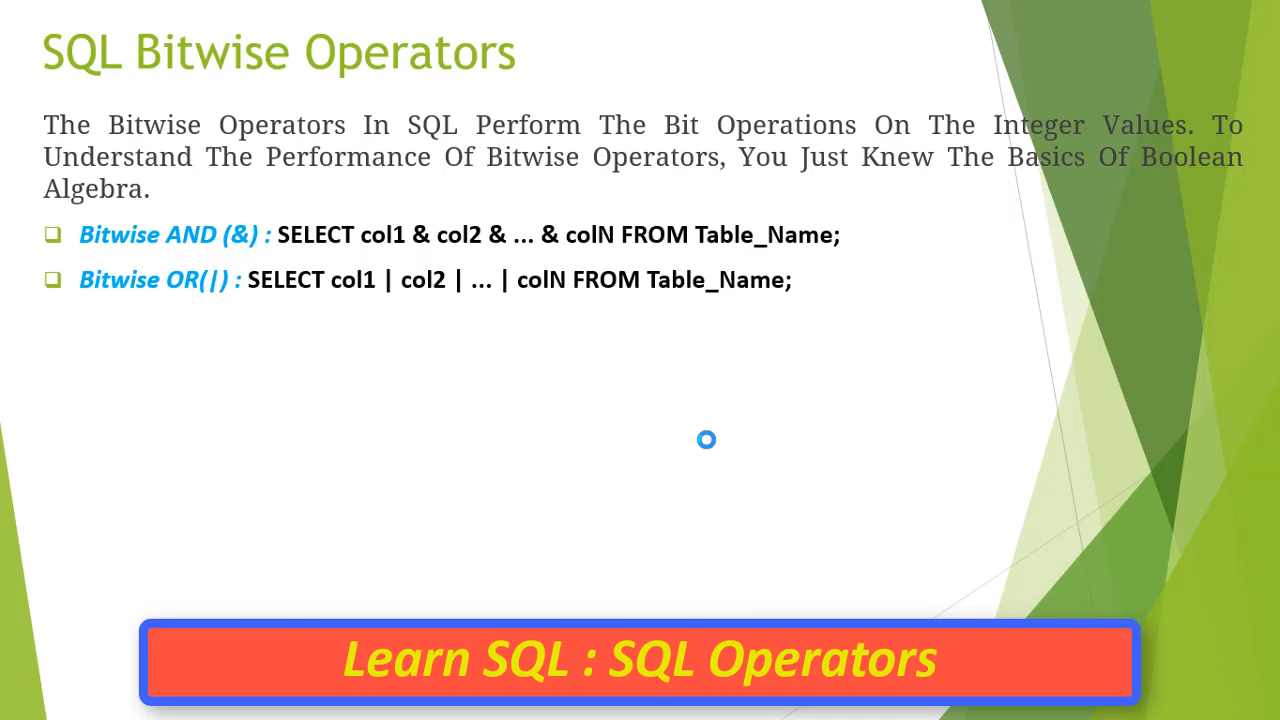 SQL Bitwise Operators
The Bitwise Operators In SQL Perform The Bit Operations On The Integer Values. To
Understand The Performance Of Bitwise Operators, You Just Knew The Basics Of Boolean
Algebra.
Bitwise AND (&) : SELECT col1 & col2 & ... & colN FROM Table_Name;
Bitwise OR(|) : SELECT col1 | col2 | ... | colN FROM Table_Name;
Learn SQL : SQL Operators